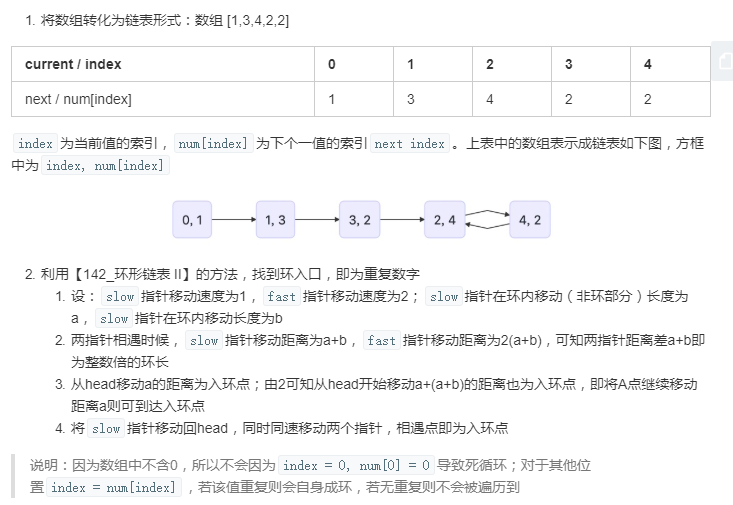 1. 将数组转化为链表形式：数组 [1,3,4,2,2]
current / index 0 1 2 3 4
next / num[index] 1 3 4 2 2
index 为当前值的索引， num[index] 为下个一值的索引 next index 。上表中的数组表示成链表如下图，方框
中为 index, num[index]
0, 1 1, 3 3, 2 2, 4 4, 2
2. 利用【142_环形链表 II】的方法，找到环入口，即为重复数字
1. 设： slow 指针移动速度为1， fast 指针移动速度为2； slow 指针在环内移动（非环部分）长度为
a， slow 指针在环内移动长度为b
2. 两指针相遇时候， slow 指针移动距离为a+b， fast 指针移动距离为2(a+b)，可知两指针距离差a+b即
为整数倍的环长
3. 从head移动a的距离为入环点；由2可知从head开始移动a+(a+b)的距离也为入环点，即将A点继续移动
距离a则可到达入环点
4. 将 slow 指针移动回head，同时同速移动两个指针，相遇点即为入环点
说明：因为数组中不含0，所以不会因为 index = 0, num[0] = 0 导致死循环；对于其他位
置 index = num[index] ，若该值重复则会自身成环，若无重复则不会被遍历到